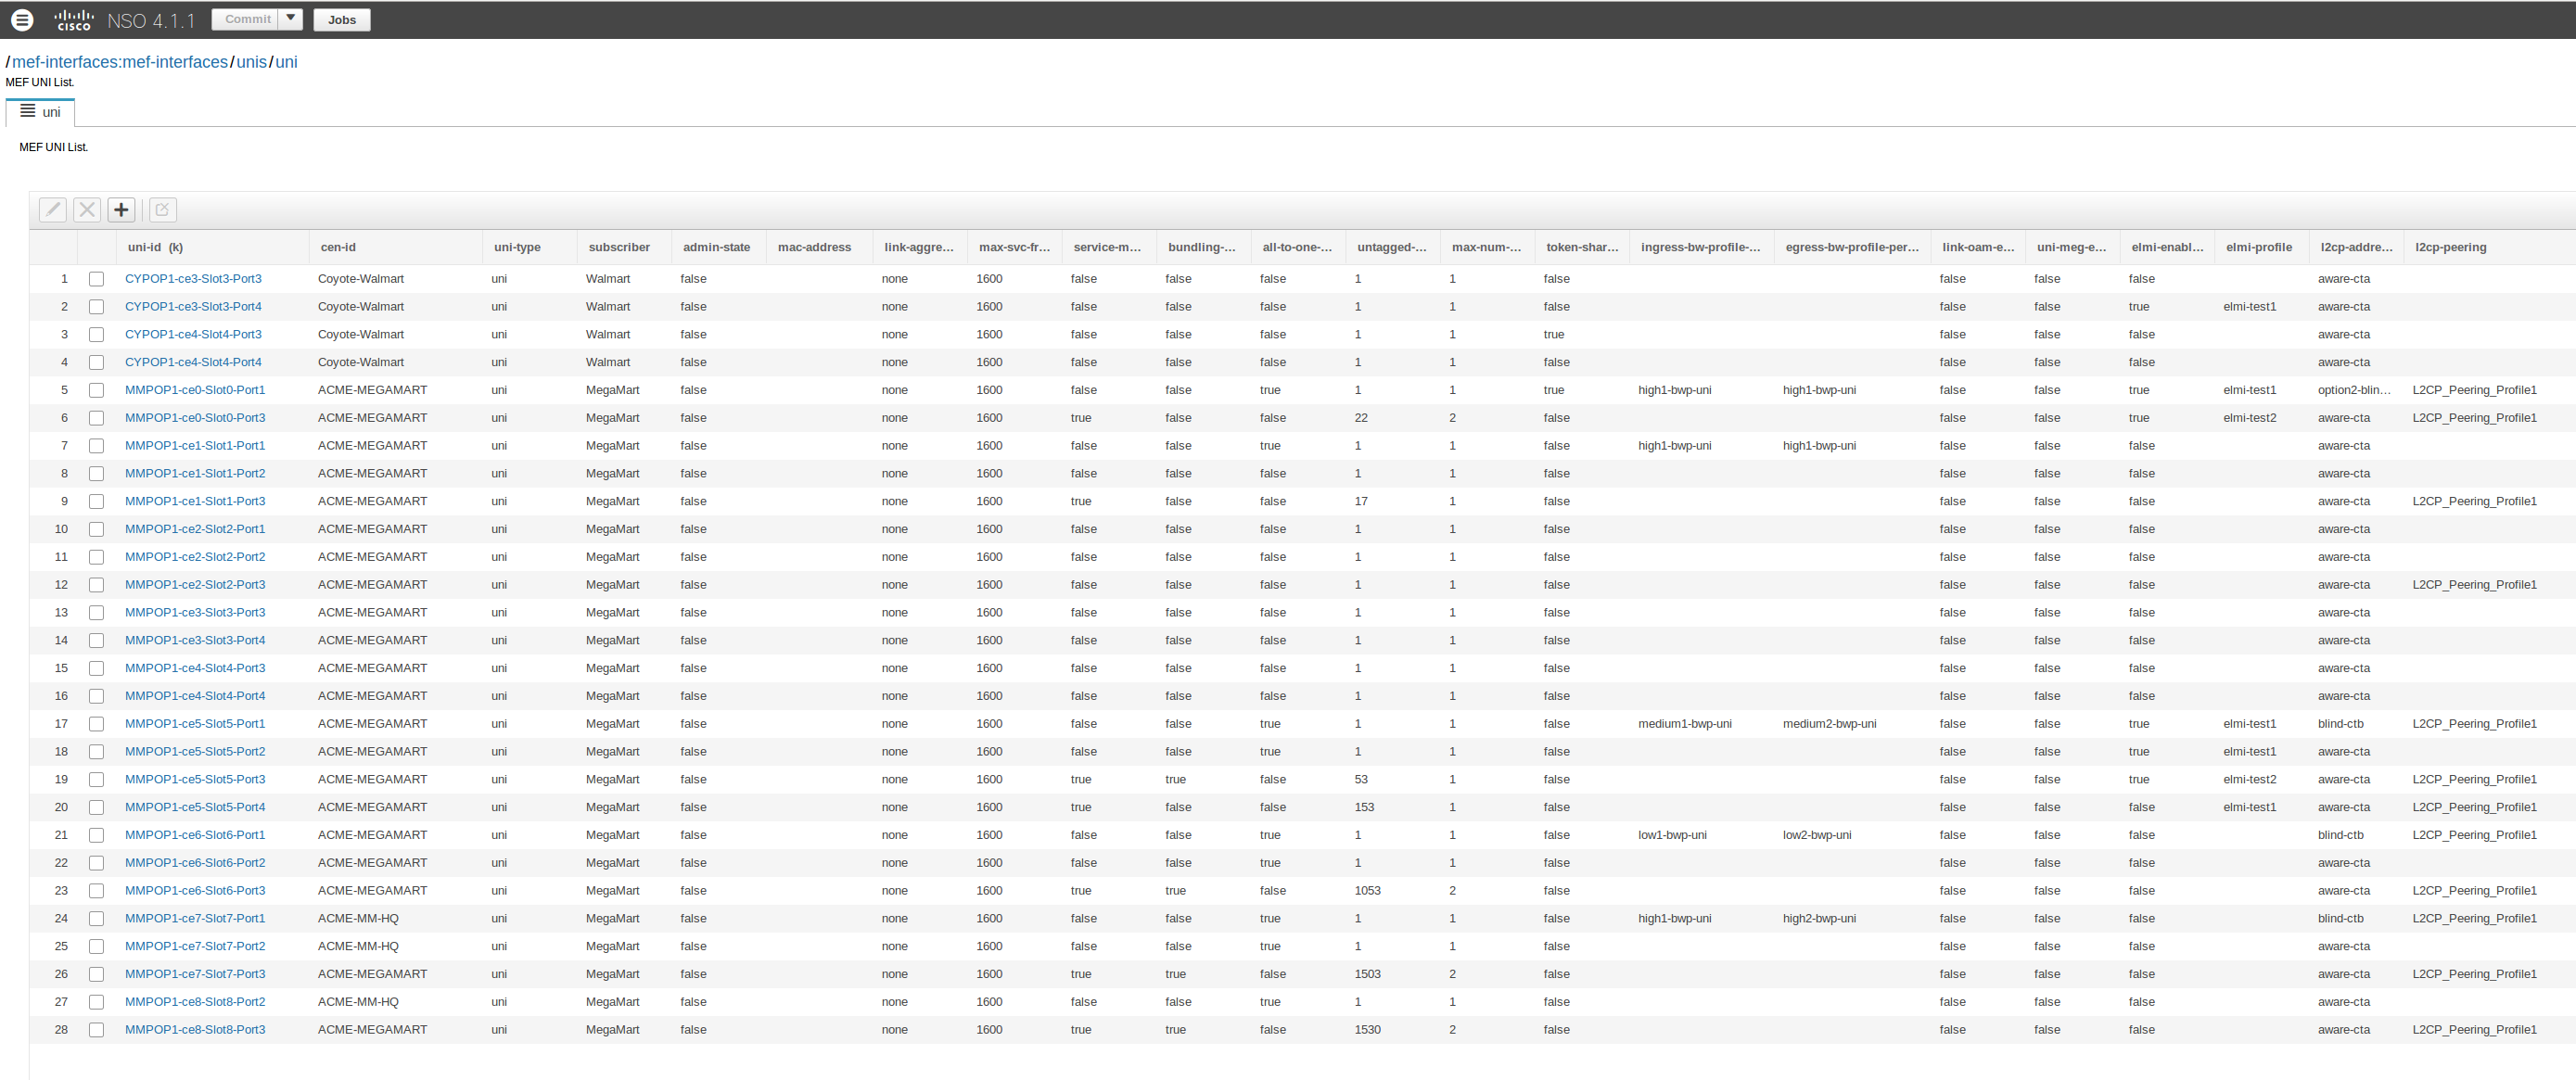 CISCO NSO 4.1.1 Commit Jobs
/mef-interfaces:mef-interfaces/unis/uni
MEF UNI List.
uni
MEF UNI List.
uni-id (k) cen-id uni-type subscriber admin-state mac-address link-aggre... max-svc-fr... service-m... bundling-... all-to-one-... untagged-... max-num-... token-shar... ingress-bw-profile-... egress-bw-profile-per... link-oam-e... uni-meg-e... elmi-enabl... elmi-profile l2cp-addre... l2cp-peering
1 CYPOP1-ce3-Slot3-Port3 Coyote-Walmart uni Walmart false none 1600 false false false 1 1 false false false false aware-cta
2 CYPOP1-ce3-Slot3-Port4 Coyote-Walmart uni Walmart false none 1600 false false false 1 1 false false false true elmi-test1 aware-cta
3 CYPOP1-ce4-Slot4-Port3 Coyote-Walmart uni Walmart false none 1600 false false false 1 1 true false false false aware-cta
4 CYPOP1-ce4-Slot4-Port4 Coyote-Walmart uni Walmart false none 1600 false false false 1 1 false false false false aware-cta
5 MMPOP1-ce0-Slot0-Port1 ACME-MEGAMART uni MegaMart false none 1600 false false true 1 1 true high1-bwp-uni high1-bwp-uni false false true elmi-test1 option2-blin... L2CP_Peering_Profile1
6 MMPOP1-ce0-Slot0-Port3 ACME-MEGAMART uni MegaMart false none 1600 true false false 22 2 false false false true elmi-test2 aware-cta L2CP_Peering_Profile1
7 MMPOP1-ce1-Slot1-Port1 ACME-MEGAMART uni MegaMart false none 1600 false false true 1 1 false high1-bwp-uni high1-bwp-uni false false false aware-cta
8 MMPOP1-ce1-Slot1-Port2 ACME-MEGAMART uni MegaMart false none 1600 false false false 1 1 false false false false aware-cta
9 MMPOP1-ce1-Slot1-Port3 ACME-MEGAMART uni MegaMart false none 1600 true false false 17 1 false false false false aware-cta L2CP_Peering_Profile1
10 MMPOP1-ce2-Slot2-Port1 ACME-MEGAMART uni MegaMart false none 1600 false false false 1 1 false false false false aware-cta
11 MMPOP1-ce2-Slot2-Port2 ACME-MEGAMART uni MegaMart false none 1600 false false false 1 1 false false false false aware-cta
12 MMPOP1-ce2-Slot2-Port3 ACME-MEGAMART uni MegaMart false none 1600 false false false 1 1 false false false false aware-cta L2CP_Peering_Profile1
13 MMPOP1-ce3-Slot3-Port3 ACME-MEGAMART uni MegaMart false none 1600 false false false 1 1 false false false false aware-cta
14 MMPOP1-ce3-Slot3-Port4 ACME-MEGAMART uni MegaMart false none 1600 false false false 1 1 false false false false aware-cta
15 MMPOP1-ce4-Slot4-Port3 ACME-MEGAMART uni MegaMart false none 1600 false false false 1 1 false false false false aware-cta
16 MMPOP1-ce4-Slot4-Port4 ACME-MEGAMART uni MegaMart false none 1600 false false false 1 1 false false false false aware-cta
17 MMPOP1-ce5-Slot5-Port1 ACME-MEGAMART uni MegaMart false none 1600 false false true 1 1 false medium1-bwp-uni medium2-bwp-uni false false true elmi-test1 blind-ctb L2CP_Peering_Profile1
18 MMPOP1-ce5-Slot5-Port2 ACME-MEGAMART uni MegaMart false none 1600 false false true 1 1 false false false true elmi-test1 aware-cta
19 MMPOP1-ce5-Slot5-Port3 ACME-MEGAMART uni MegaMart false none 1600 true true false 53 1 false false false true elmi-test2 aware-cta L2CP_Peering_Profile1
20 MMPOP1-ce5-Slot5-Port4 ACME-MEGAMART uni MegaMart false none 1600 true false false 153 1 false false false false elmi-test1 aware-cta L2CP_Peering_Profile1
21 MMPOP1-ce6-Slot6-Port1 ACME-MEGAMART uni MegaMart false none 1600 false false true 1 1 false low1-bwp-uni low2-bwp-uni false false false blind-ctb L2CP_Peering_Profile1
22 MMPOP1-ce6-Slot6-Port2 ACME-MEGAMART uni MegaMart false none 1600 false false true 1 1 false false false false aware-cta
23 MMPOP1-ce6-Slot6-Port3 ACME-MEGAMART uni MegaMart false none 1600 true true false 1053 2 false false false false aware-cta L2CP_Peering_Profile1
24 MMPOP1-ce7-Slot7-Port1 ACME-MM-HQ uni MegaMart false none 1600 false false true 1 1 false high1-bwp-uni high2-bwp-uni false false false blind-ctb L2CP_Peering_Profile1
25 MMPOP1-ce7-Slot7-Port2 ACME-MM-HQ uni MegaMart false none 1600 false false true 1 1 false false false false aware-cta
26 MMPOP1-ce7-Slot7-Port3 ACME-MEGAMART uni MegaMart false none 1600 true true false 1503 2 false false false false aware-cta L2CP_Peering_Profile1
27 MMPOP1-ce8-Slot8-Port2 ACME-MM-HQ uni MegaMart false none 1600 false false true 1 1 false false false false aware-cta
28 MMPOP1-ce8-Slot8-Port3 ACME-MEGAMART uni MegaMart false none 1600 true true false 1530 2 false false false false aware-cta L2CP_Peering_Profile1